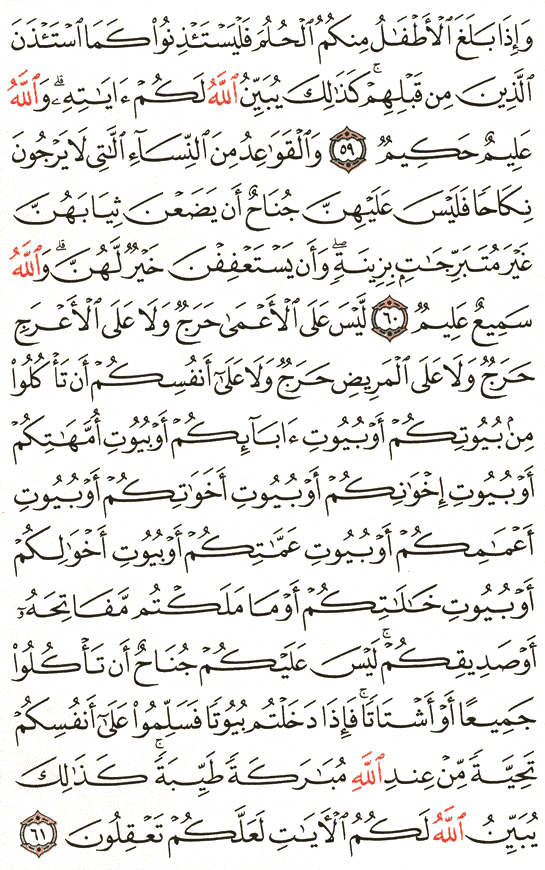 وَإِذَا بَلَغَ ٱلْأَطْفَٰلُ مِنكُمُ ٱلْحُلُمَ فَلْيَسْتَـْٔذِنُوا۟ كَمَا ٱسْتَـْٔذَنَ
ٱلَّذِينَ مِن قَبْلِهِمْ ۚ كَذَٰلِكَ يُبَيِّنُ ٱللَّهُ لَكُمْ ءَايَٰتِهِۦ ۗ وَٱللَّهُ
عَلِيمٌ حَكِيمٌ ٥٩ وَٱلْقَوَٰعِدُ مِنَ ٱلنِّسَآءِ ٱلَّٰتِى لَا يَرْجُونَ
نِكَاحًا فَلَيْسَ عَلَيْهِنَّ جُنَاحٌ أَن يَضَعْنَ ثِيَابَهُنَّ
غَيْرَ مُتَبَرِّجَٰتٍۭ بِزِينَةٍ ۖ وَأَن يَسْتَعْفِفْنَ خَيْرٌ لَّهُنَّ ۗ وَٱللَّهُ
سَمِيعٌ عَلِيمٌ ٦٠ لَّيْسَ عَلَى ٱلْأَعْمَىٰ حَرَجٌ وَلَا عَلَى ٱلْأَعْرَجِ
حَرَجٌ وَلَا عَلَى ٱلْمَرِيضِ حَرَجٌ وَلَا عَلَىٰٓ أَنفُسِكُمْ أَن تَأْكُلُوا۟
مِنۢ بُيُوتِكُمْ أَوْ بُيُوتِ ءَابَآئِكُمْ أَوْ بُيُوتِ أُمَّهَٰتِكُمْ
أَوْ بُيُوتِ إِخْوَٰنِكُمْ أَوْ بُيُوتِ أَخَوَٰتِكُمْ أَوْ بُيُوتِ
أَعْمَٰمِكُمْ أَوْ بُيُوتِ عَمَّٰتِكُمْ أَوْ بُيُوتِ أَخْوَٰلِكُمْ
أَوْ بُيُوتِ خَٰلَٰتِكُمْ أَوْ مَا مَلَكْتُم مَّفَاتِحَهُۥٓ
أَوْ صَدِيقِكُمْ ۚ لَيْسَ عَلَيْكُمْ جُنَاحٌ أَن تَأْكُلُوا۟
جَمِيعًا أَوْ أَشْتَاتًا ۚ فَإِذَا دَخَلْتُم بُيُوتًا فَسَلِّمُوا۟ عَلَىٰٓ أَنفُسِكُمْ
تَحِيَّةً مِّنْ عِندِ ٱللَّهِ مُبَٰرَكَةً طَيِّبَةً ۚ كَذَٰلِكَ
يُبَيِّنُ ٱللَّهُ لَكُمُ ٱلْأَيَٰتِ لَعَلَّكُمْ تَعْقِلُونَ ٦١